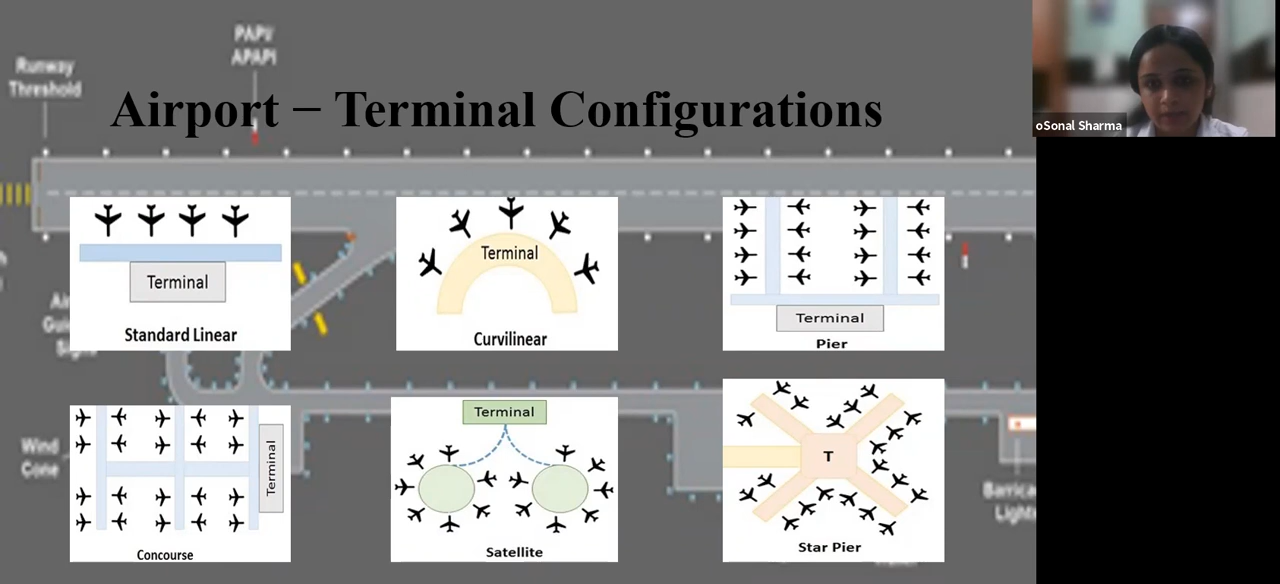 PAPI/
APAPI
Runway
Threshold
Airport – Terminal Configurations
oSonal Sharma
Terminal
Standard Linear
Terminal
Curvilinear
Terminal
Pier
Wind
Cone
Terminal
Concourse
Terminal
Satellite
T
Star Pier